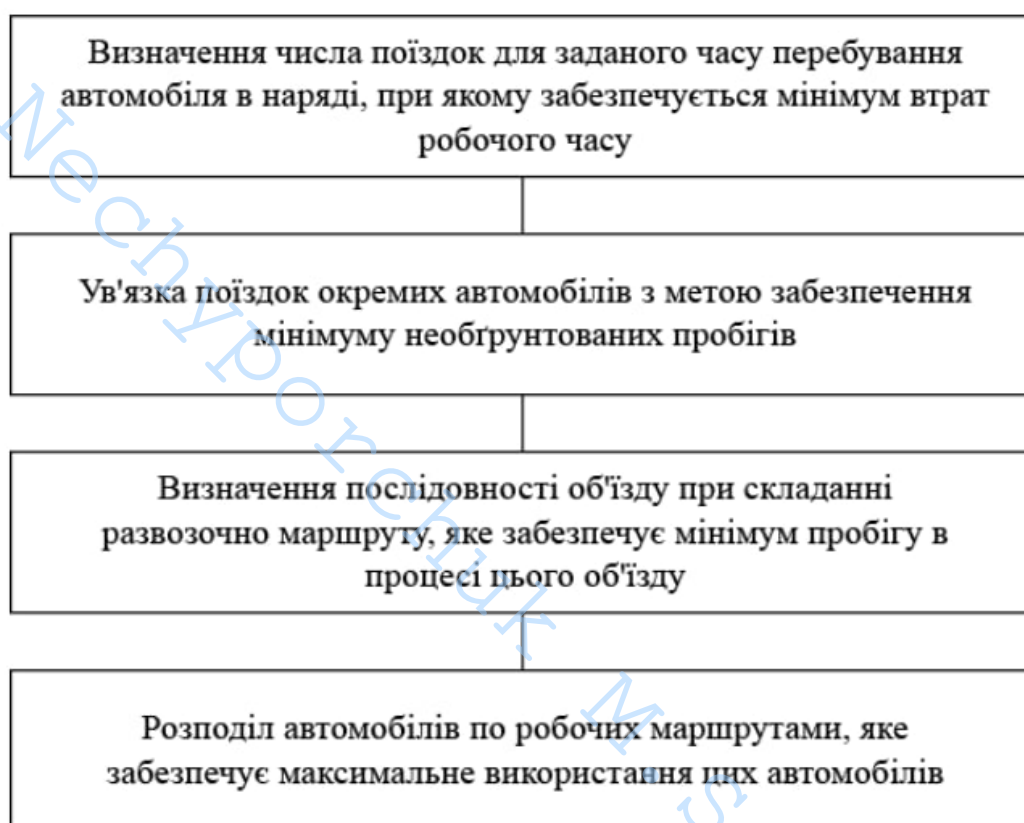 Визначення числа поїздок для заданого часу перебування
автомобіля в наряді, при якому забезпечується мінімум втрат
робочого часу
Ув'язка поїздок окремих автомобілів з метою забезпечення
мінімуму необґрунтованих пробігів
Визначення послідовності об'їзду при складанні
развозочно маршруту, яке забезпечує мінімум пробігу в
процесі цього об'їзду
Розподіл автомобілів по робочих маршрутами, яке
забезпечує максимальне використання цих автомобілів
Nechyporchuk M. S